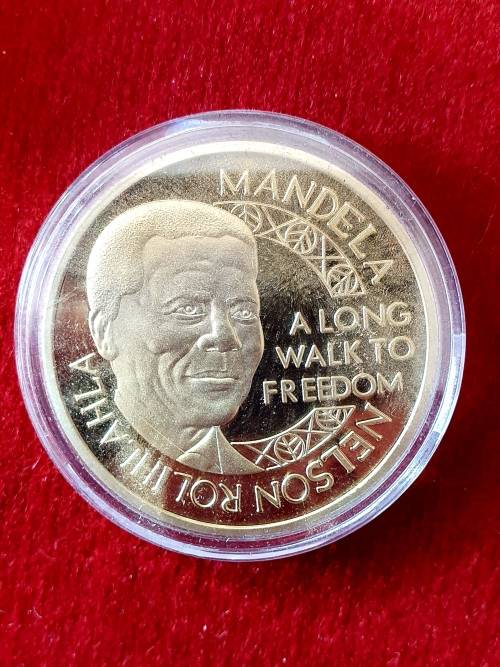 MANDELA
A LONG
WALK TO
FREEDOM
NELSON ROLIHLAHLA